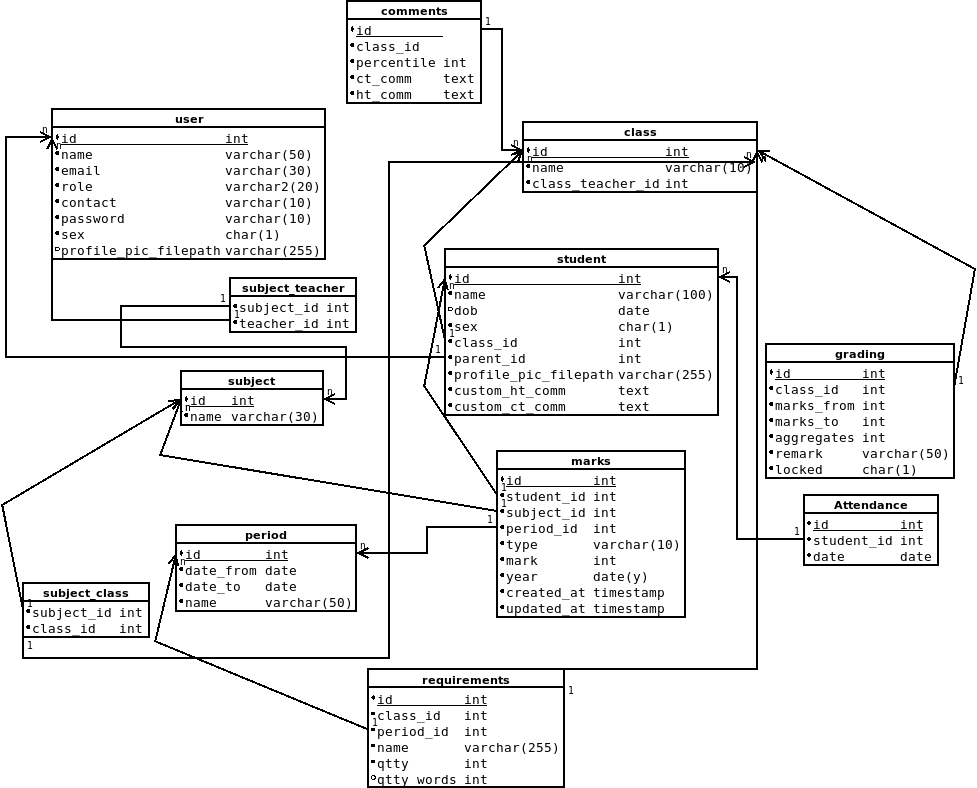 comments
id
class_id
percentile int
ct_comm text
ht_comm text
1
user
n
id int
n
name varchar(50)
email varchar(30)
role varchar2(20)
contact varchar(10)
password varchar(10)
sex char(1)
profile_pic_filepath varchar(255)
class
n
id int
n
n
name varchar(10)
class_teacher_id int
student
id int
n
n
name varchar(100)
dob date
sex char(1)
1
class_id int
1
parent_id int
profile_pic_filepath varchar(255)
custom_ht_comm text
custom_ct_comm text
subject_teacher
1
subject_id int
1
teacher_id int
subject
id int
n
n
name varchar(30)
grading
id int
1
class_id int
marks_from int
marks_to int
aggregates int
remark varchar(50)
locked char(1)
marks
id int
1
student_id int
1
subject_id int
1
period_id int
type varchar(10)
mark int
year date(y)
created_at timestamp
updated_at timestamp
Attendance
id int
1
student_id int
date date
period
n
id int
n
date_from date
date_to date
name varchar(50)
subject_class
1
subject_id int
class_id int
1
requirements
1
id int
class_id int
1
period_id int
name varchar(255)
qtty int
qtty_words int